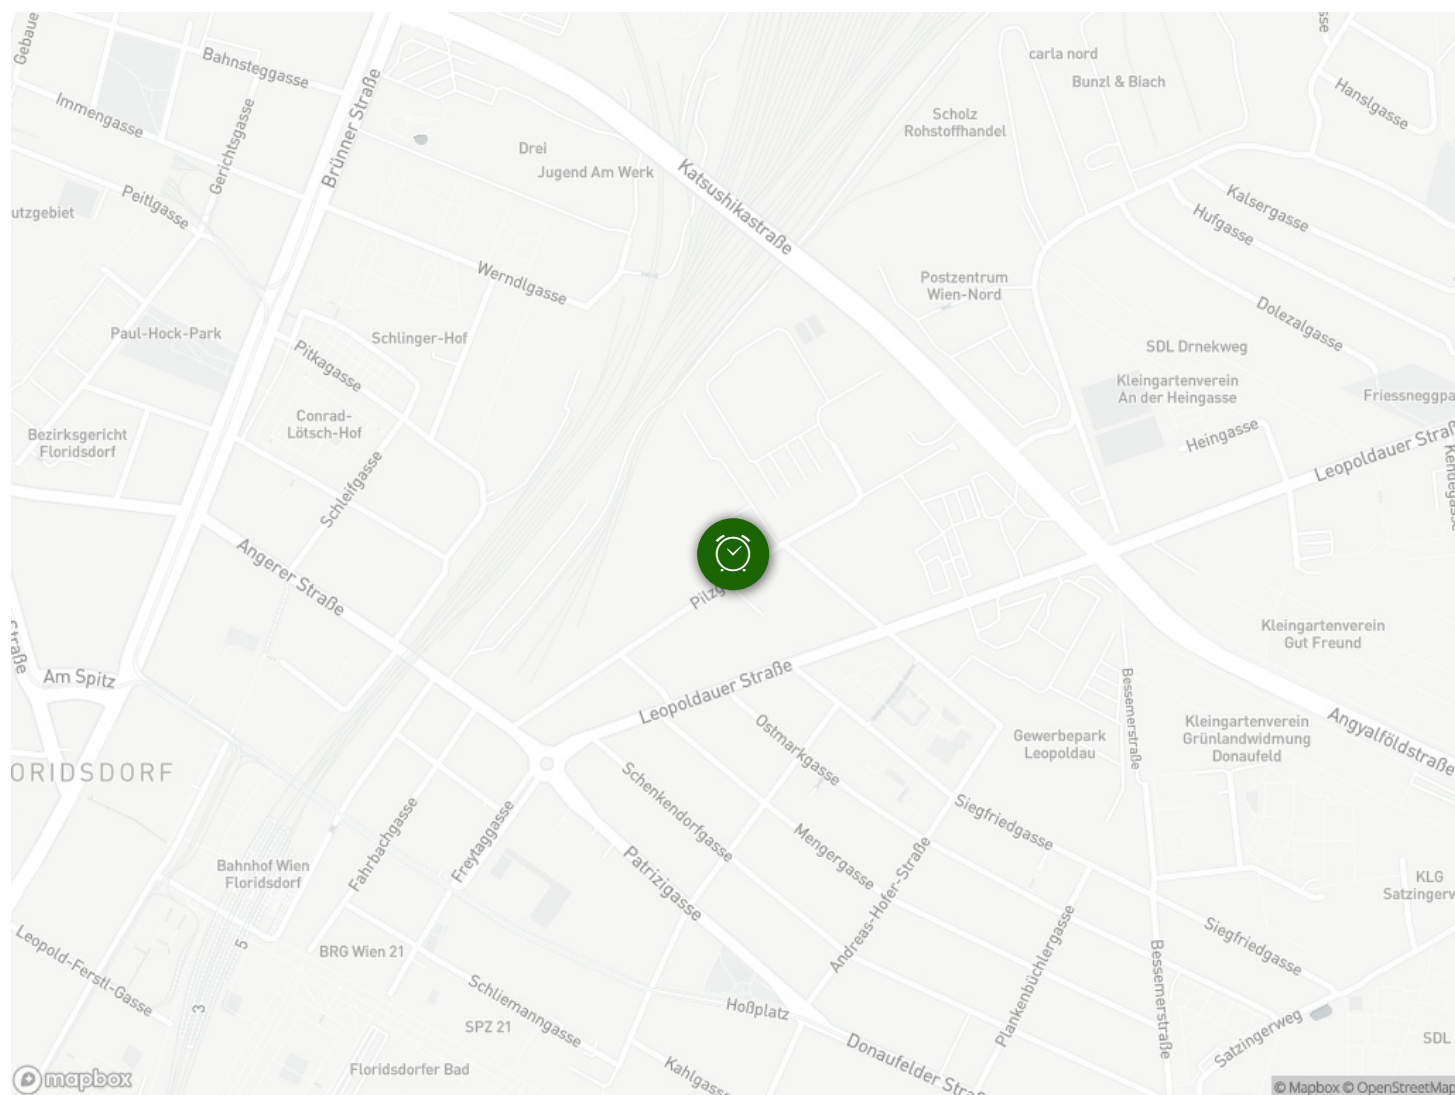 Bahnsteggasse
Immengasse
Gerichtsgasse
Brünner Straße
Peitlgasse
utzgebiet
Drei
Jugend Am Werk
Katsushikastraße
carla nord
Bunzl & Biach
Scholz
Rohstoffhandel
Hanslgasse
Kalsergasse
Hufgasse
Werndlgasse
Postzentrum
Wien-Nord
Dolezalgasse
Paul-Hock-Park
Schlinger-Hof
Pitkagasse
SDL Drnekweg
Kleingartenverein
An der Heingasse
Conrad-
Lötsch-Hof
Bezirksgericht
Floridsdorf
Heingasse
Leopoldauer Straß
Schleifgasse
Angerer Straße
Pilzg
Kleingartenverein
Gut Freund
Straße
Am Spitz
Leopoldauer Straße
Bessemerstraße
Ostmarkgasse
Gewerbepark
Leopoldau
Kleingartenverein
Grünlandwidmung
Donaufeld
Angyalföldstraße
ORIDSDORF
Schenkendorfgasse
Siegfriedgasse
Fahrbachgasse
Freytaggasse
Mengergasse
Bahnhof Wien
Floridsdorf
Patrizigasse
Andreas-Hofer-Straße
KLG
Satzingerw
Leopold-Ferstl-Gasse
5
3
BRG Wien 21
Plankenbüchlergasse
Bessemerstraße
Siegfriedgasse
Schliemanngasse
Hoßplatz
SPZ 21
Satzingerweg
SDL
Floridsdorfer Bad
Kahlgasse
Donaufelder Stra
mapbox
© Mapbox © OpenStreetMap